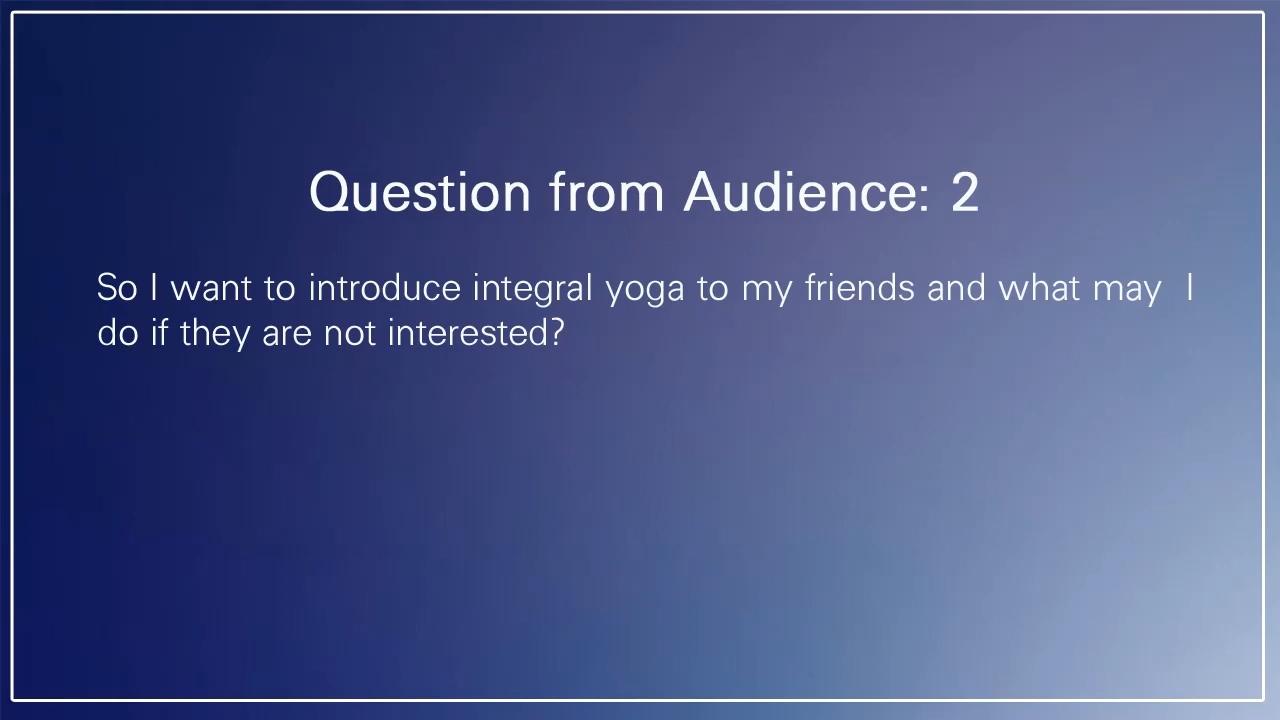 Question from Audience: 2
So I want to introduce integral yoga to my friends and what may I
do if they are not interested?